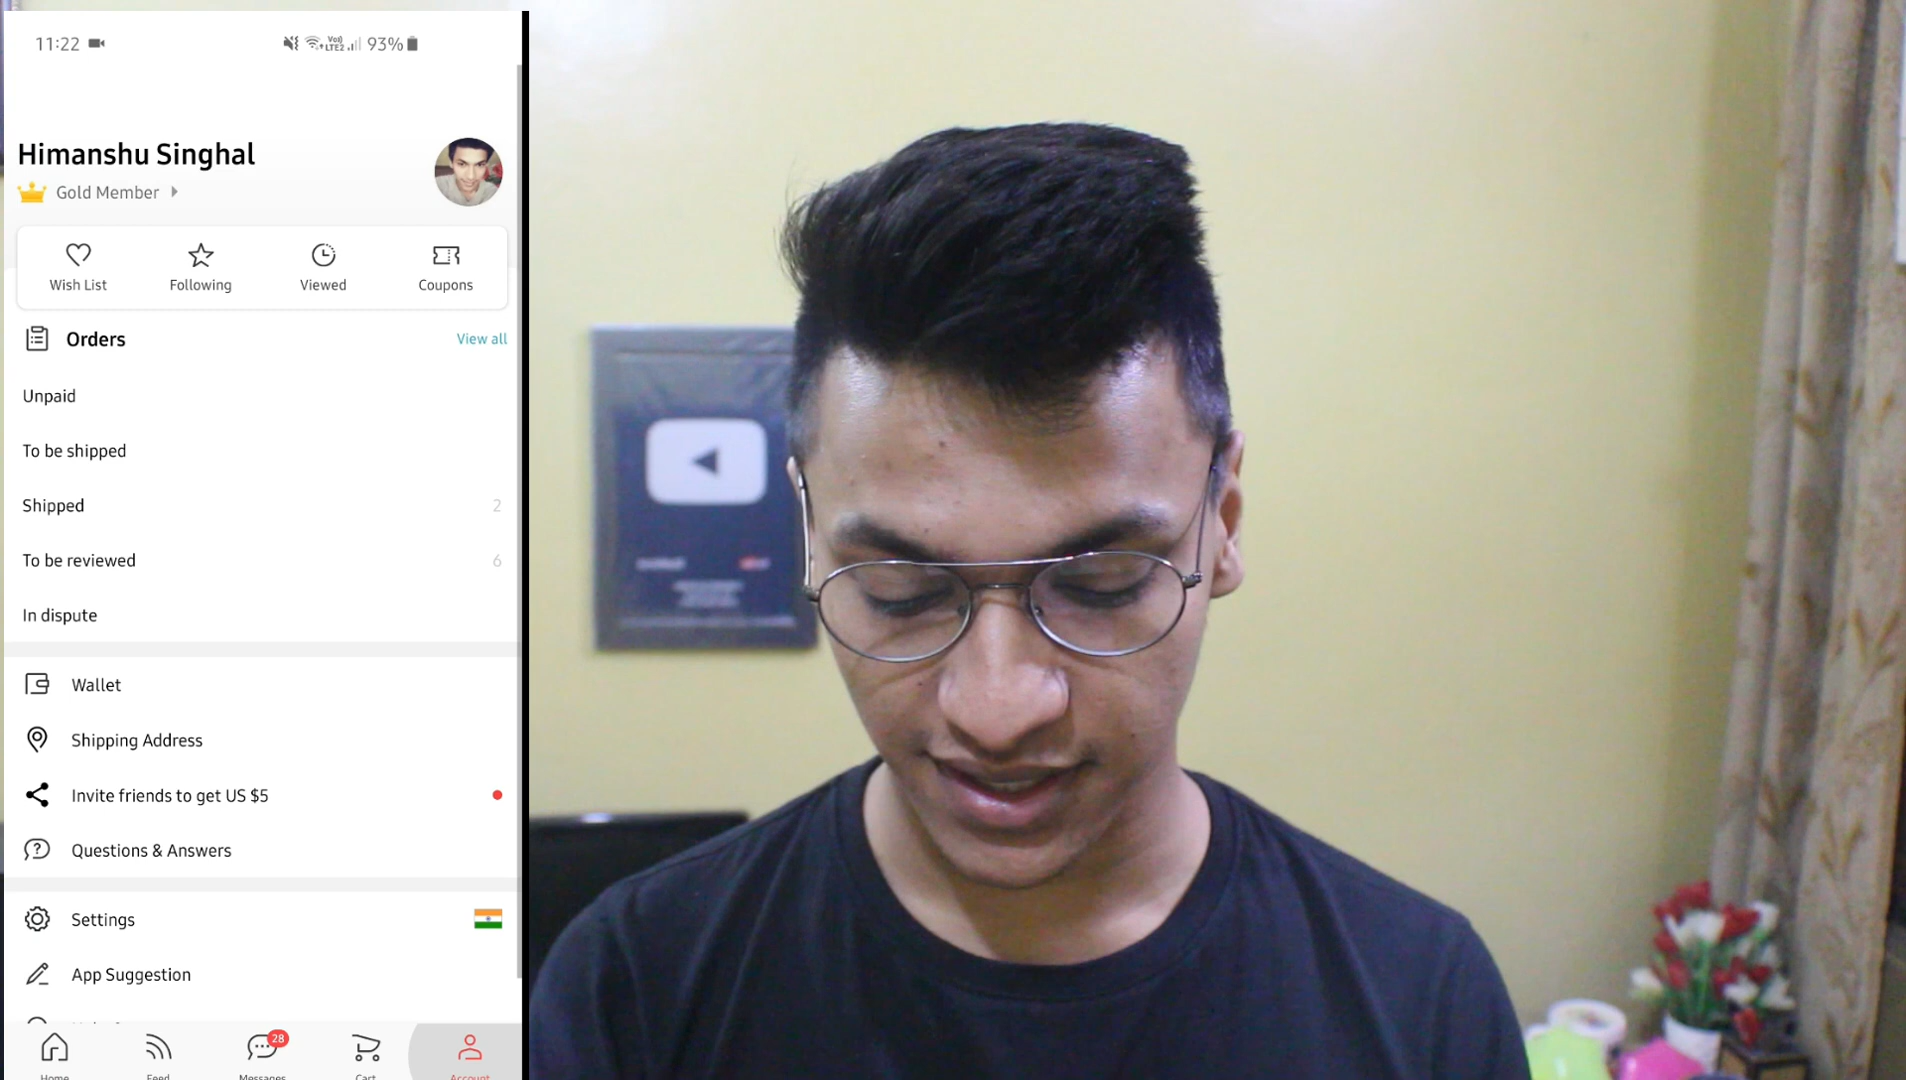 11:22
Vo)) LTE2 93%
Himanshu Singhal
Gold Member
Wish List Following Viewed Coupons
Orders View all
Unpaid
To be shipped
Shipped 2
To be reviewed 6
In dispute
Wallet
Shipping Address
Invite friends to get US $5
Questions & Answers
Settings
App Suggestion
28
Home Feed Messages Cart Account